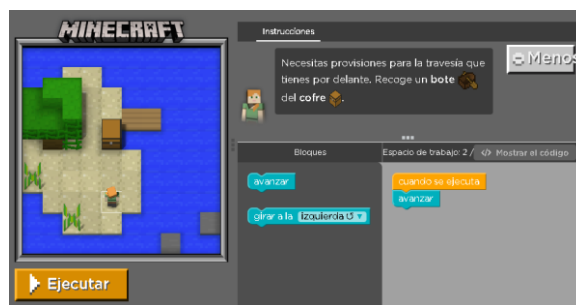 MINECRAFT
Instrucciones
Necesitas provisiones para la travesía que
tienes por delante. Recoge un bote
del cofre .
Menos
Bloques
Espacio de trabajo: 2 /
</> Mostrar el código
avanzar
girar a la izquierda ↺ ▼
cuando se ejecuta
avanzar
Ejecutar